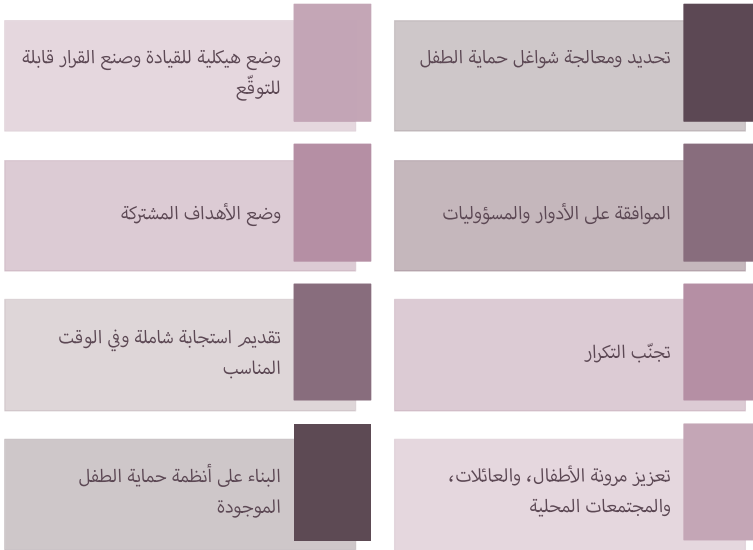 تحديد ومعالجة شواغل حماية الطفل
وضع هيكلية للقيادة وصنع القرار قابلة
للتوقّع
الموافقة على الأدوار والمسؤوليات
وضع الأهداف المشتركة
تجنّب التكرار
تقديم استجابة شاملة وفي الوقت
المناسب
تعزيز مرونة الأطفال، والعائلات،
والمجتمعات المحلية
البناء على أنظمة حماية الطفل
الموجودة